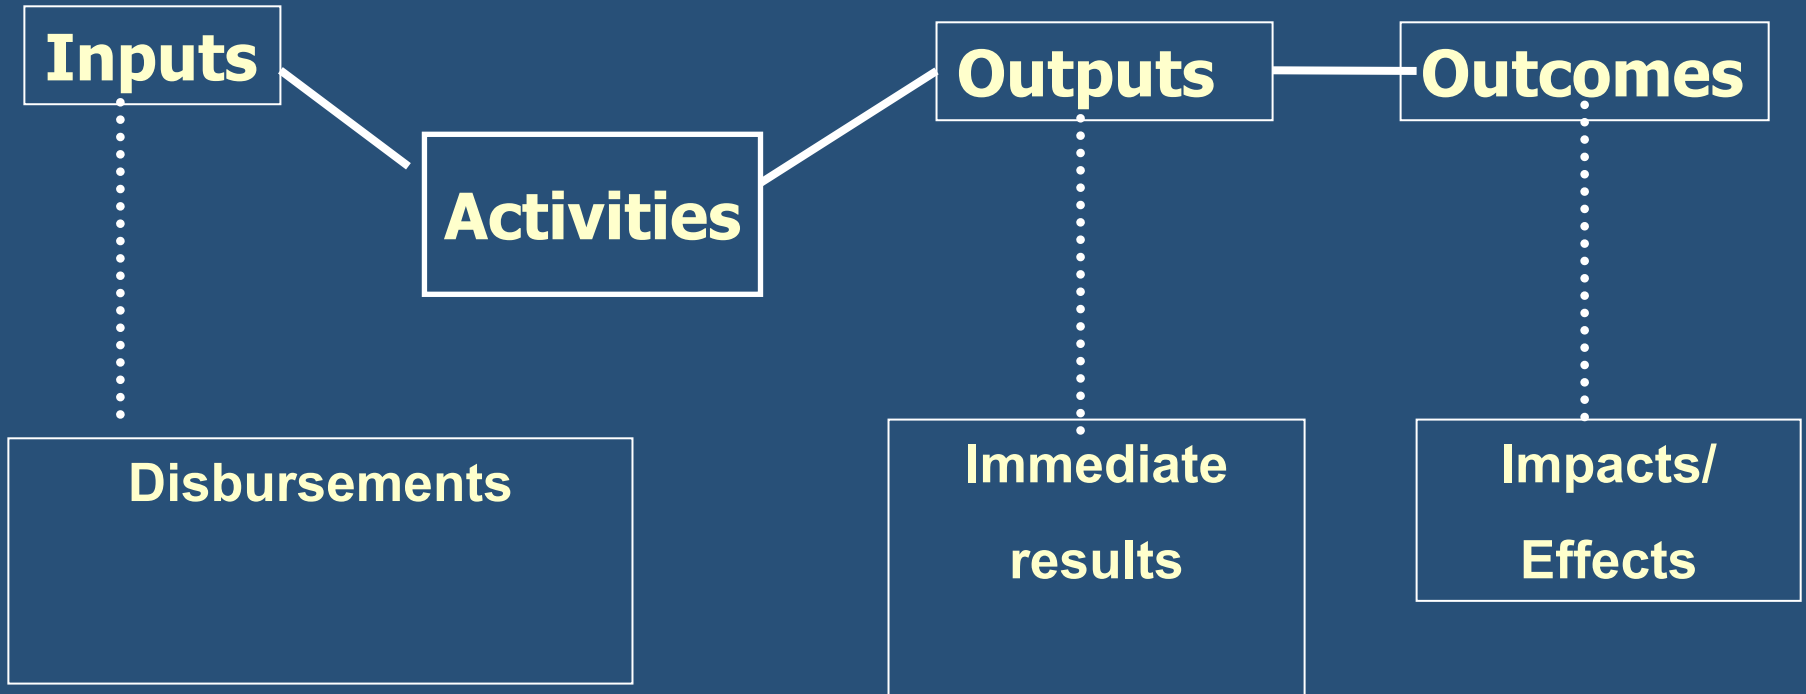 Inputs
Outputs
Outcomes
Activities
Disbursements
Immediate
results
Impacts/
Effects